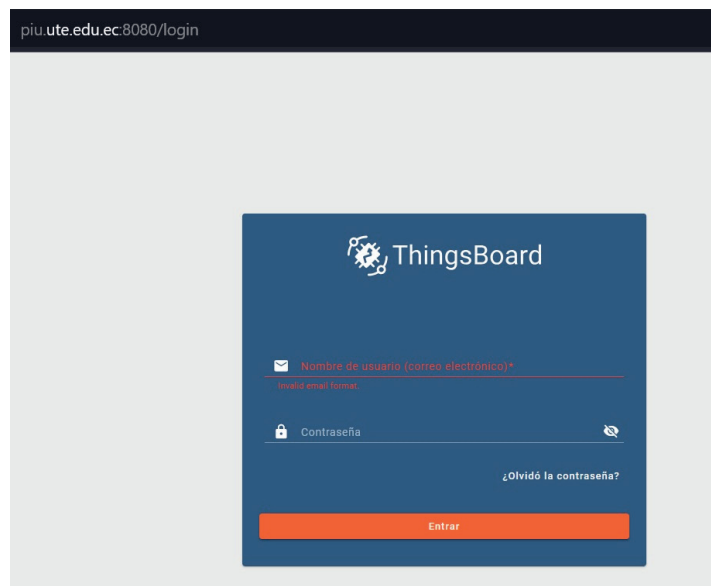 piu.ute.edu.ec:8080/login
ThingsBoard
Nombre de usuario (correo electrónico)*
Invalid email format.
Contraseña
¿Olvidó la contraseña?
Entrar